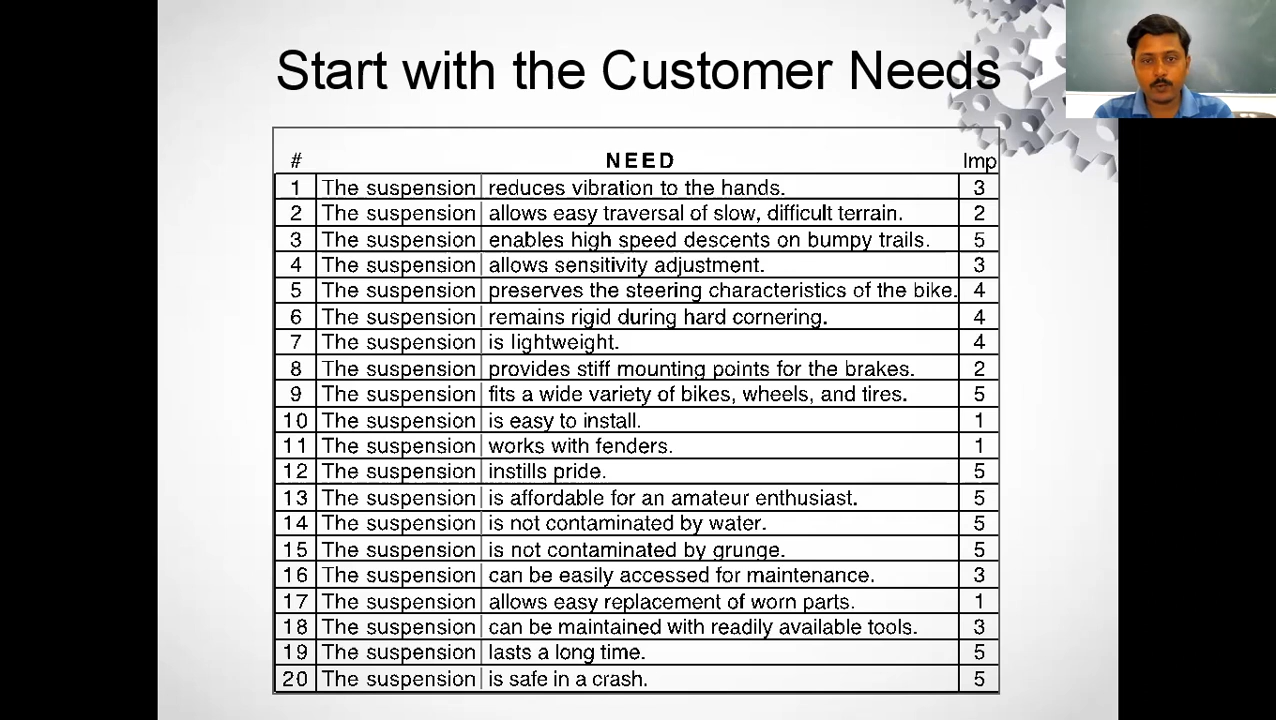 Start with the Customer Needs
# NEED Imp
1 The suspension reduces vibration to the hands. 3
2 The suspension allows easy traversal of slow, difficult terrain. 2
3 The suspension enables high speed descents on bumpy trails. 5
4 The suspension allows sensitivity adjustment. 3
5 The suspension preserves the steering characteristics of the bike. 4
6 The suspension remains rigid during hard cornering. 4
7 The suspension is lightweight. 4
8 The suspension provides stiff mounting points for the brakes. 2
9 The suspension fits a wide variety of bikes, wheels, and tires. 5
10 The suspension is easy to install. 1
11 The suspension works with fenders. 1
12 The suspension instills pride. 5
13 The suspension is affordable for an amateur enthusiast. 5
14 The suspension is not contaminated by water. 5
15 The suspension is not contaminated by grunge. 5
16 The suspension can be easily accessed for maintenance. 3
17 The suspension allows easy replacement of worn parts. 1
18 The suspension can be maintained with readily available tools. 3
19 The suspension lasts a long time. 5
20 The suspension is safe in a crash. 5